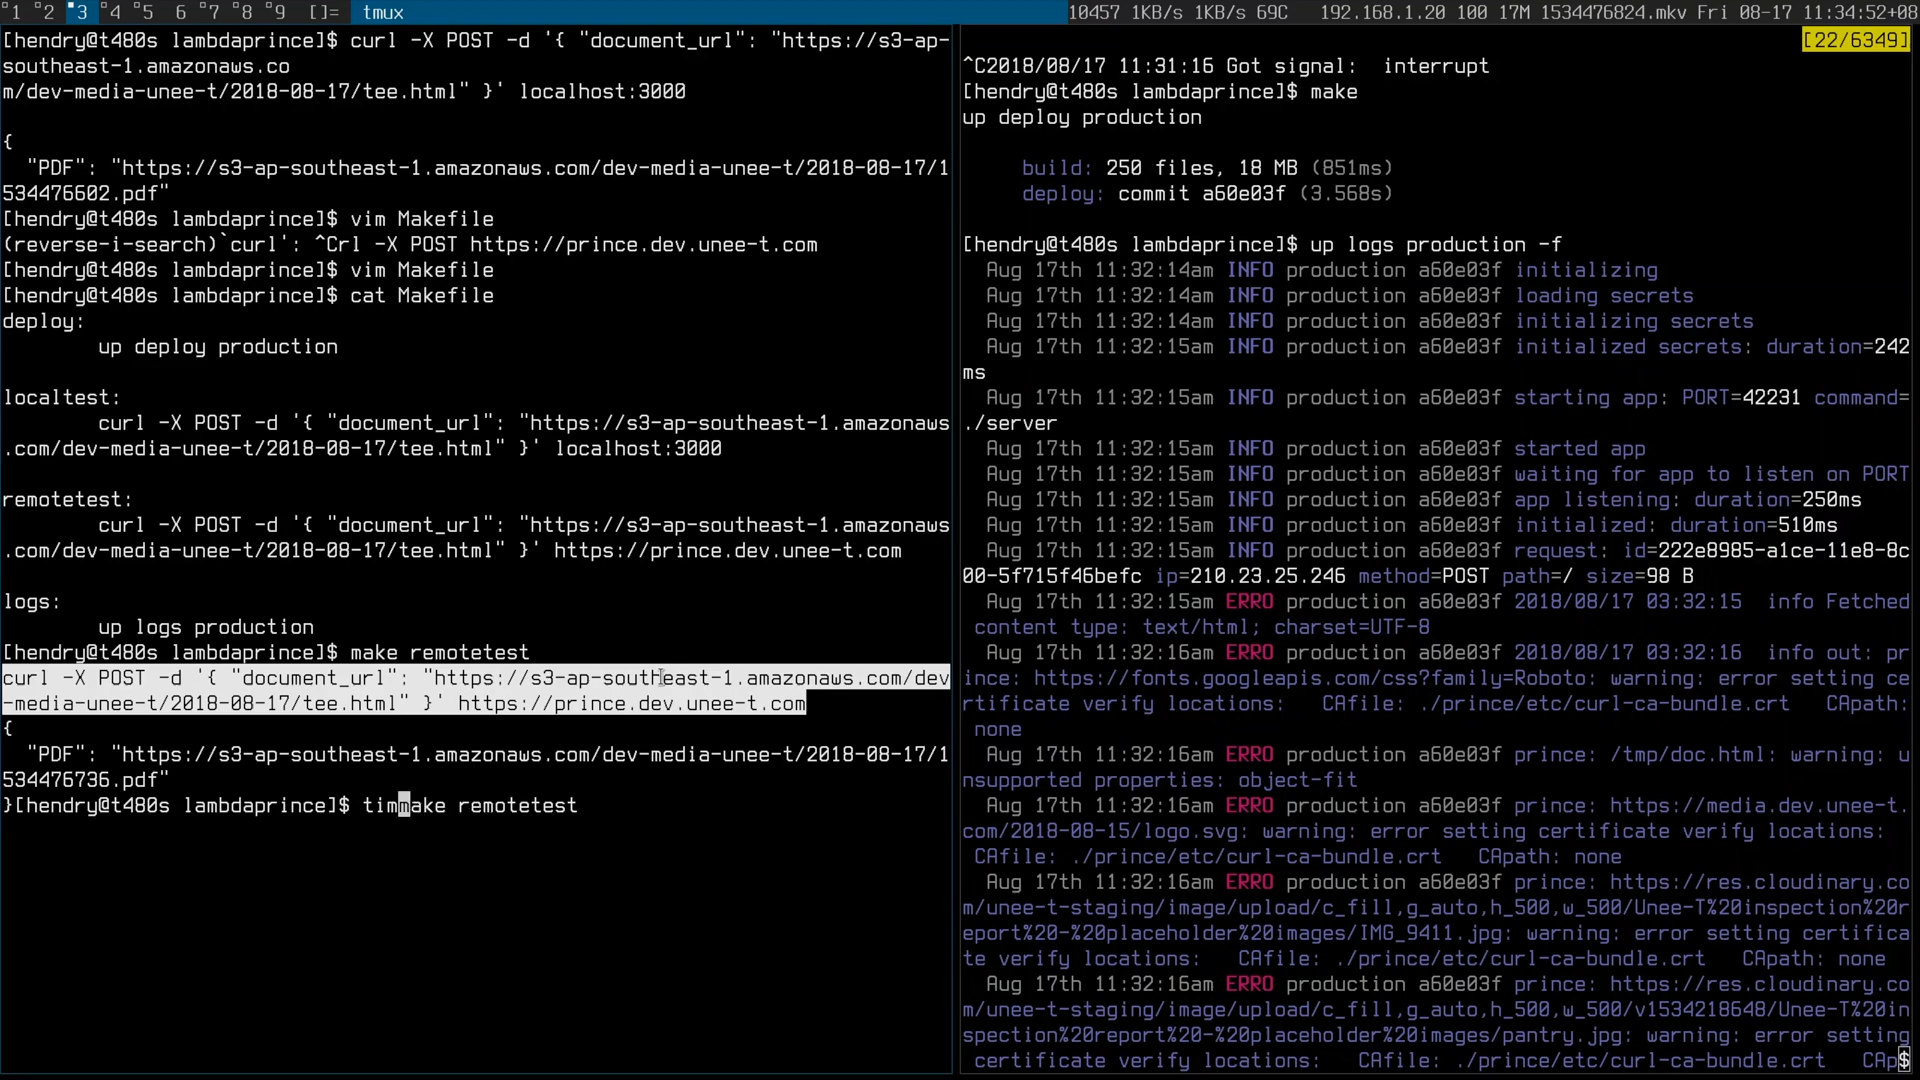 1 2 3 4 5 6 7 8 9 []= tmux 10457 1KB/s 1KB/s 69C 192.168.1.20 100 17M 1534476824.mkv Fri 08-17 11:34:52+08
[hendry@t480s lambdaprince]$ curl -X POST -d '{ "document_url": "https://s3-ap-
southeast-1.amazonaws.co
m/dev-media-unee-t/2018-08-17/tee.html" }' localhost:3000
{
  "PDF": "https://s3-ap-southeast-1.amazonaws.com/dev-media-unee-t/2018-08-17/1
534476602.pdf"
[hendry@t480s lambdaprince]$ vim Makefile
(reverse-i-search)`curl': ^Crl -X POST https://prince.dev.unee-t.com
[hendry@t480s lambdaprince]$ vim Makefile
[hendry@t480s lambdaprince]$ cat Makefile
deploy:
        up deploy production
localtest:
        curl -X POST -d '{ "document_url": "https://s3-ap-southeast-1.amazonaws
.com/dev-media-unee-t/2018-08-17/tee.html" }' localhost:3000
remotetest:
        curl -X POST -d '{ "document_url": "https://s3-ap-southeast-1.amazonaws
.com/dev-media-unee-t/2018-08-17/tee.html" }' https://prince.dev.unee-t.com
logs:
        up logs production
[hendry@t480s lambdaprince]$ make remotetest
curl -X POST -d '{ "document_url": "https://s3-ap-southeast-1.amazonaws.com/dev
-media-unee-t/2018-08-17/tee.html" }' https://prince.dev.unee-t.com
{
  "PDF": "https://s3-ap-southeast-1.amazonaws.com/dev-media-unee-t/2018-08-17/1
534476736.pdf"
}[hendry@t480s lambdaprince]$ timmake remotetest
[22/6349]
^C2018/08/17 11:31:16 Got signal:  interrupt
[hendry@t480s lambdaprince]$ make
up deploy production
     build: 250 files, 18 MB (851ms)
     deploy: commit a60e03f (3.568s)
[hendry@t480s lambdaprince]$ up logs production -f
  Aug 17th 11:32:14am INFO production a60e03f initializing
  Aug 17th 11:32:14am INFO production a60e03f loading secrets
  Aug 17th 11:32:14am INFO production a60e03f initializing secrets
  Aug 17th 11:32:15am INFO production a60e03f initialized secrets: duration=242
ms
  Aug 17th 11:32:15am INFO production a60e03f starting app: PORT=42231 command=
./server
  Aug 17th 11:32:15am INFO production a60e03f started app
  Aug 17th 11:32:15am INFO production a60e03f waiting for app to listen on PORT
  Aug 17th 11:32:15am INFO production a60e03f app listening: duration=250ms
  Aug 17th 11:32:15am INFO production a60e03f initialized: duration=510ms
  Aug 17th 11:32:15am INFO production a60e03f request: id=222e8985-a1ce-11e8-8c
00-5f715f46befc ip=210.23.25.246 method=POST path=/ size=98 B
  Aug 17th 11:32:15am ERRO production a60e03f 2018/08/17 03:32:15  info Fetched
 content type: text/html; charset=UTF-8
  Aug 17th 11:32:16am ERRO production a60e03f 2018/08/17 03:32:16  info out: pr
ince: https://fonts.googleapis.com/css?family=Roboto: warning: error setting ce
rtificate verify locations:   CAfile: ./prince/etc/curl-ca-bundle.crt   CApath:
 none
  Aug 17th 11:32:16am ERRO production a60e03f prince: /tmp/doc.html: warning: u
nsupported properties: object-fit
  Aug 17th 11:32:16am ERRO production a60e03f prince: https://media.dev.unee-t.
com/2018-08-15/logo.svg: warning: error setting certificate verify locations:
 CAfile: ./prince/etc/curl-ca-bundle.crt   CApath: none
  Aug 17th 11:32:16am ERRO production a60e03f prince: https://res.cloudinary.co
m/unee-t-staging/image/upload/c_fill,g_auto,h_500,w_500/Unee-T%20inspection%20r
eport%20-%20placeholder%20images/IMG_9411.jpg: warning: error setting certifica
te verify locations:   CAfile: ./prince/etc/curl-ca-bundle.crt   CApath: none
  Aug 17th 11:32:16am ERRO production a60e03f prince: https://res.cloudinary.co
m/unee-t-staging/image/upload/c_fill,g_auto,h_500,w_500/v1534218648/Unee-T%20in
spection%20report%20-%20placeholder%20images/pantry.jpg: warning: error setting
 certificate verify locations:   CAfile: ./prince/etc/curl-ca-bundle.crt   CAp$